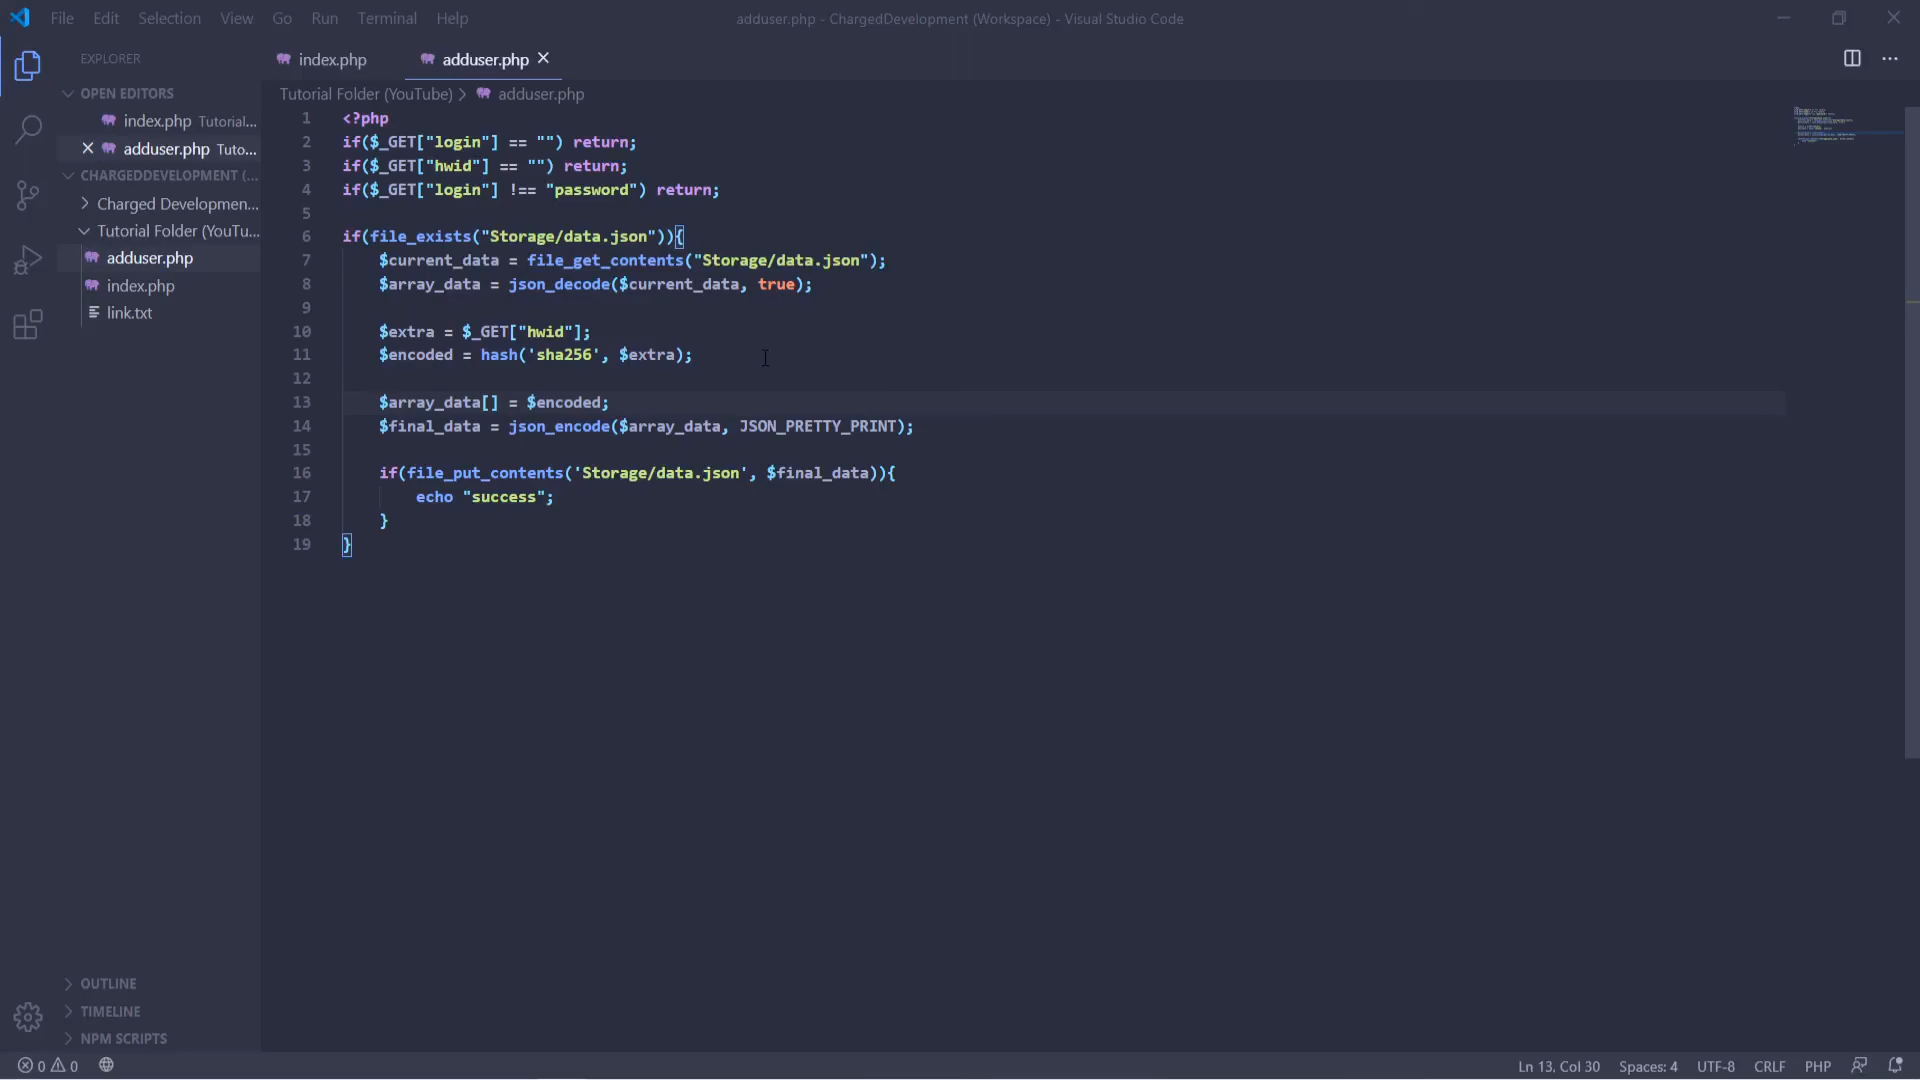 File Edit Selection View Go Run Terminal Help
adduser.php - ChargedDevelopment (Workspace) - Visual Studio Code
EXPLORER
OPEN EDITORS
index.php Tutorial...
adduser.php Tuto...
CHARGEDDEVELOPMENT (...
Charged Developmen...
Tutorial Folder (YouTu...
adduser.php
index.php
link.txt
OUTLINE
TIMELINE
NPM SCRIPTS
index.php
adduser.php
Tutorial Folder (YouTube) > adduser.php
1 <?php
2 if($_GET["login"] == "") return;
3 if($_GET["hwid"] == "") return;
4 if($_GET["login"] !== "password") return;
5
6 if(file_exists("Storage/data.json")){
7 $current_data = file_get_contents("Storage/data.json");
8 $array_data = json_decode($current_data, true);
9
10 $extra = $_GET["hwid"];
11 $encoded = hash('sha256', $extra);
12
13 $array_data[] = $encoded;
14 $final_data = json_encode($array_data, JSON_PRETTY_PRINT);
15
16 if(file_put_contents('Storage/data.json', $final_data)){
17 echo "success";
18 }
19 }
0 0
Ln 13, Col 30 Spaces: 4 UTF-8 CRLF PHP